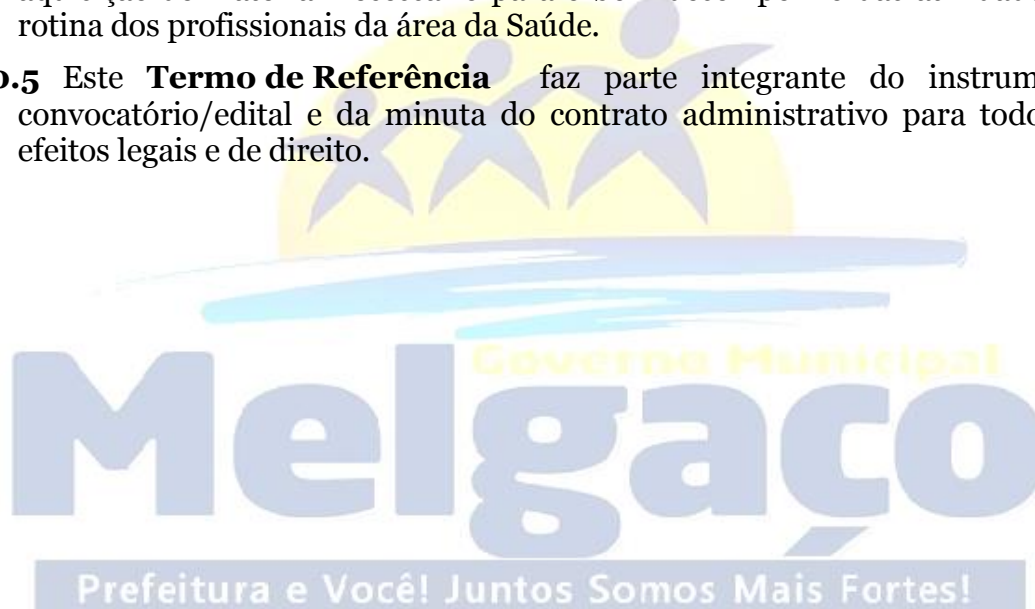 rotina dos profissionais da área da Saúde.
0.5 Este Termo de Referência faz parte integrante do instrum
convocatório/edital e da minuta do contrato administrativo para todo
efeitos legais e de direito.
Governo Municipal
Melgaço
Prefeitura e Você! Juntos Somos Mais Fortes!